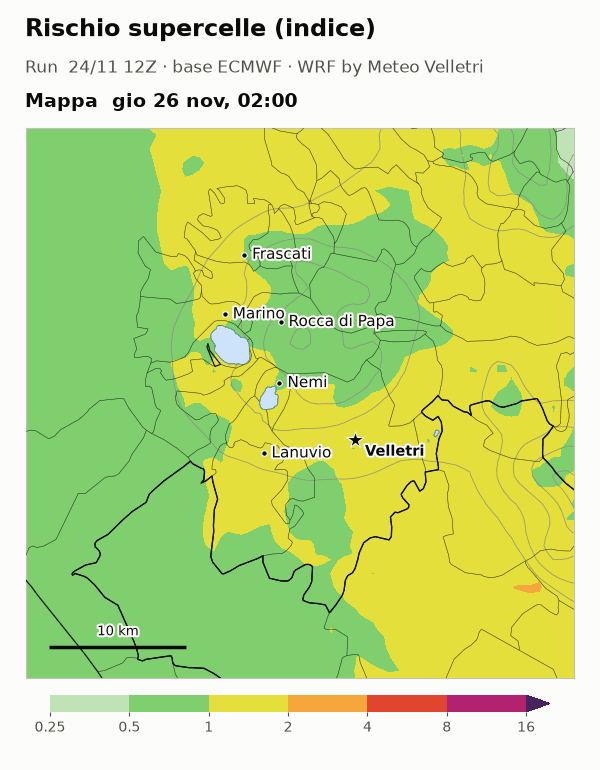 Rischio supercelle (indice)
Run  24/11 12Z · base ECMWF · WRF by Meteo Velletri
Mappa  gio 26 nov, 02:00
Frascati
Marino
Rocca di Papa
Nemi
Velletri
Lanuvio
10 km
0.25 0.5 1 2 4 8 16